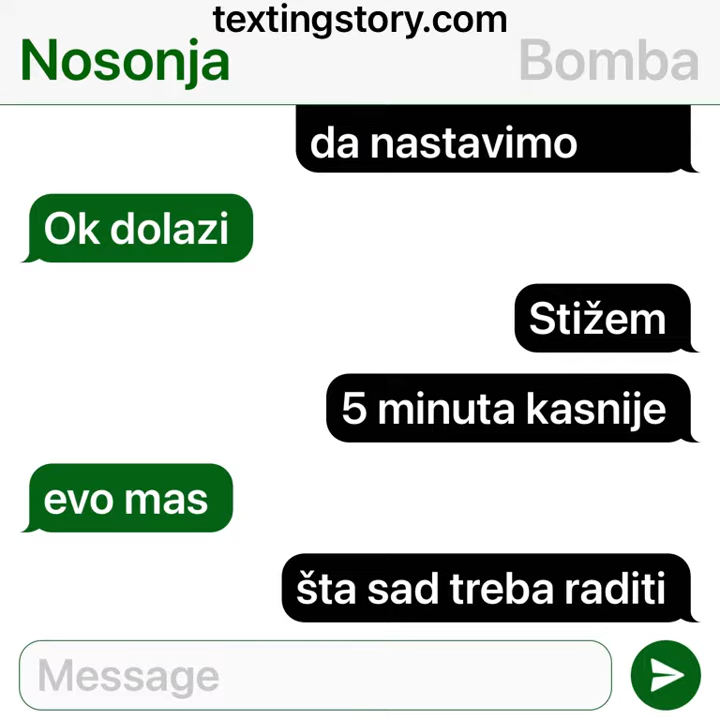 textingstory.com
Nosonja
Bomba
da nastavimo
Ok dolazi
Stižem
5 minuta kasnije
evo mas
šta sad treba raditi
Message